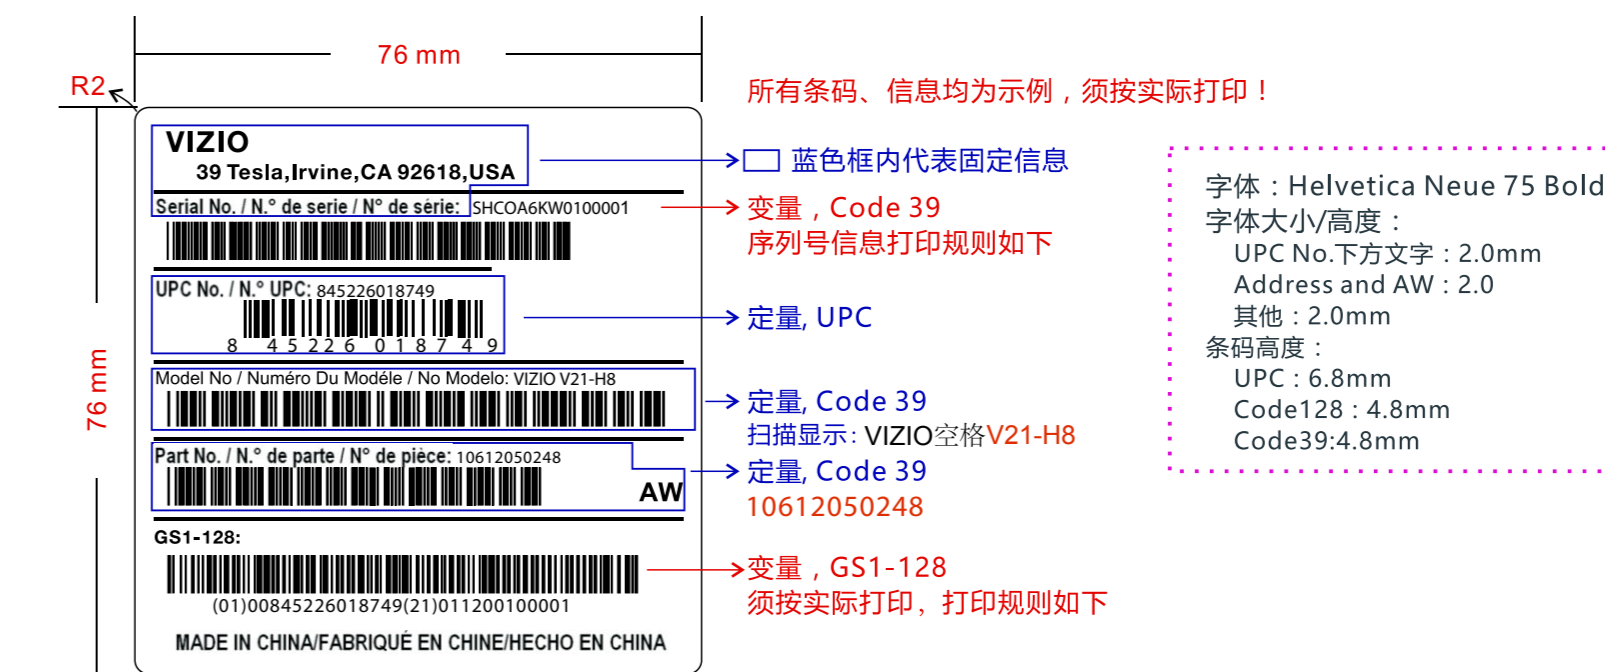 76 mm
R2
76 mm
VIZIO
39 Tesla,Irvine,CA 92618,USA
Serial No. / N.° de serie / N° de série: SHCOA6KW0100001
UPC No. / N.° UPC: 845226018749
8 45226 01874 9
Model No / Numéro Du Modéle / No Modelo: VIZIO V21-H8
Part No. / N.° de parte / N° de pièce: 10612050248
AW
GS1-128:
(01)00845226018749(21)011200100001
MADE IN CHINA/FABRIQUÉ EN CHINE/HECHO EN CHINA
所有条码、信息均为示例，须按实际打印！
蓝色框内代表固定信息
变量，Code 39
序列号信息打印规则如下
定量, UPC
定量, Code 39
扫描显示: VIZIO空格V21-H8
定量, Code 39
10612050248
变量，GS1-128
须按实际打印，打印规则如下
字体：Helvetica Neue 75 Bold
字体大小/高度：
UPC No.下方文字：2.0mm
Address and AW：2.0
其他：2.0mm
条码高度：
UPC：6.8mm
Code128：4.8mm
Code39:4.8mm